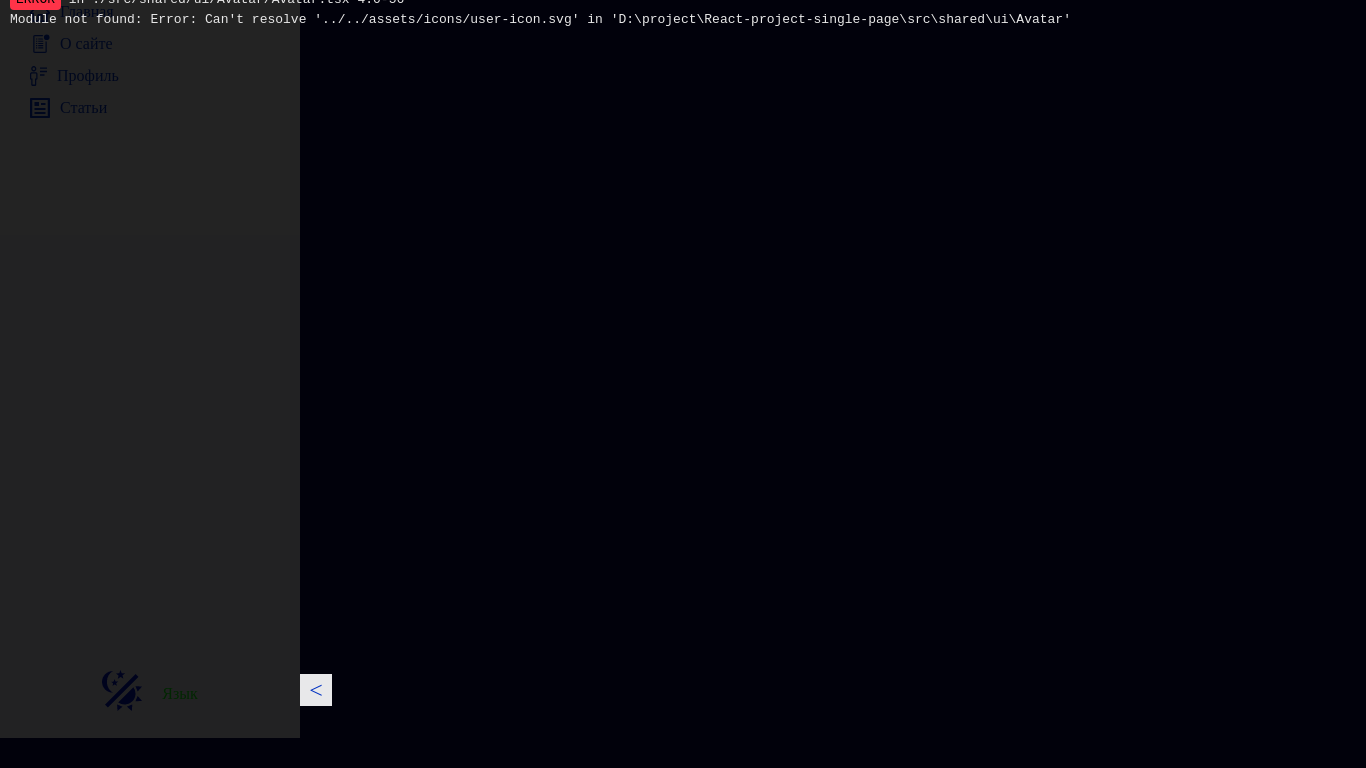 ERROR in ./src/shared/ui/Avatar/Avatar.tsx 4:0-56
Module not found: Error: Can't resolve '../../assets/icons/user-icon.svg' in 'D:\project\React-project-single-page\src\shared\ui\Avatar'
Главная
О сайте
Профиль
Статьи
Язык
<